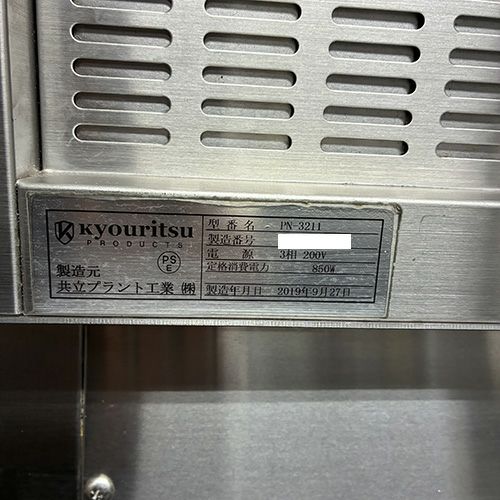 Kyouritsu
PRODUCTS
PS
E
製造元
共立プラント工業 ㈱
型番名 PN-3211
製造番号
電源 3相 200V
定格消費電力 850W
製造年月日 2019年9月27日